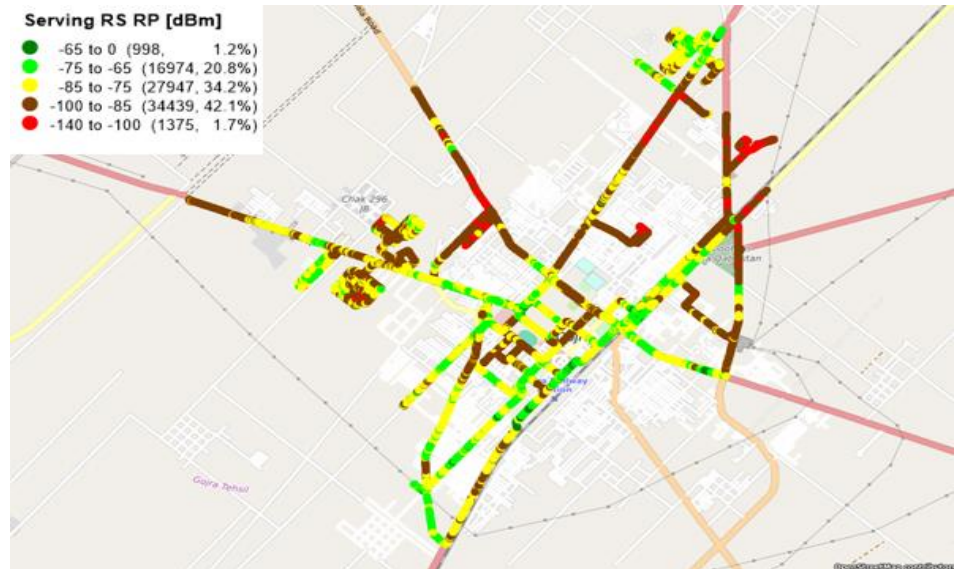 Serving RS RP [dBm]
-65 to 0 (998, 1.2%)
-75 to -65 (16974, 20.8%)
-85 to -75 (27947, 34.2%)
-100 to -85 (34439, 42.1%)
-140 to -100 (1375, 1.7%)
Road
Chak 296
JB
Gojra Tehsil
OpenStreetMap contributors